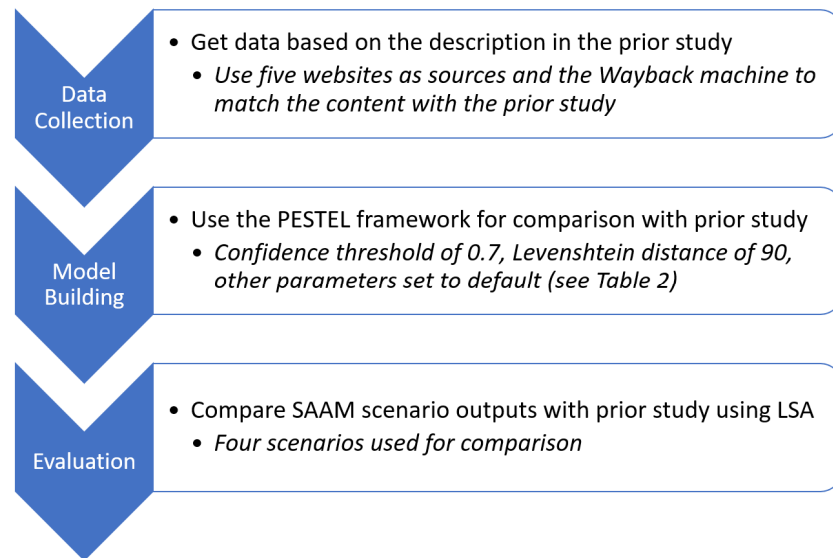 Data
Collection
• Get data based on the description in the prior study
• Use five websites as sources and the Wayback machine to
match the content with the prior study
Model
Building
• Use the PESTEL framework for comparison with prior study
• Confidence threshold of 0.7, Levenshtein distance of 90,
other parameters set to default (see Table 2)
Evaluation
• Compare SAAM scenario outputs with prior study using LSA
• Four scenarios used for comparison